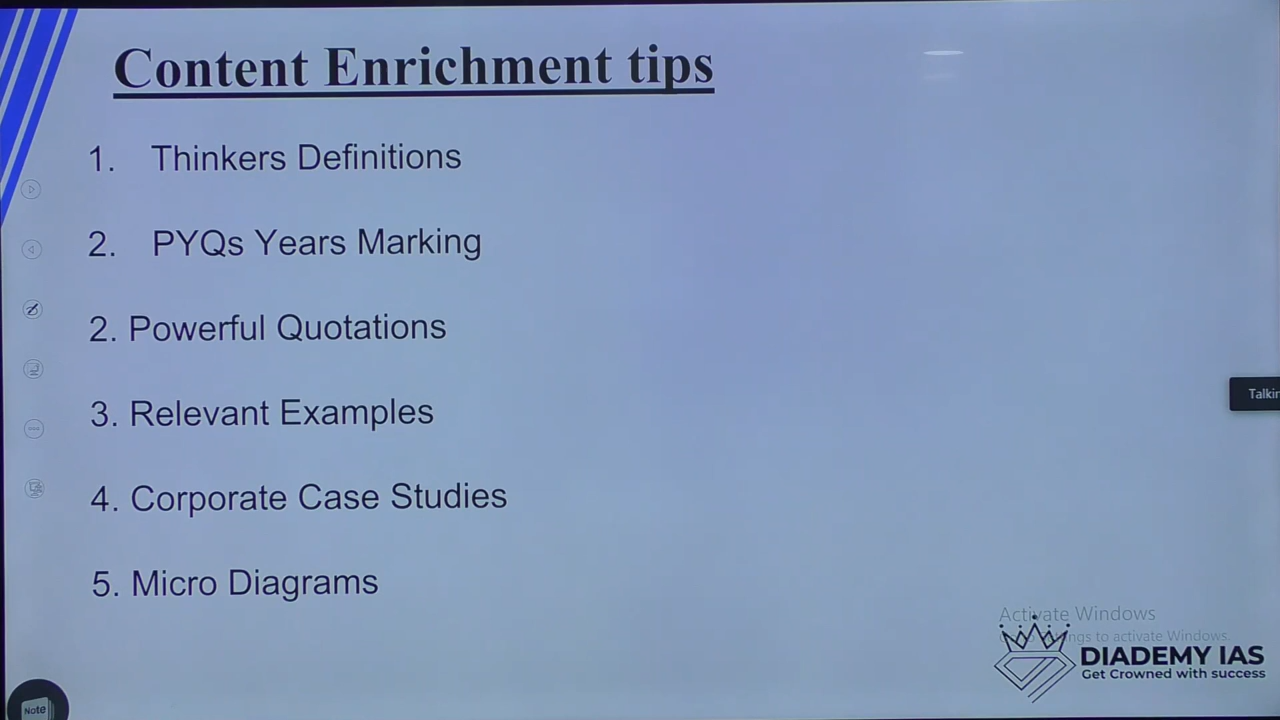 Content Enrichment tips
1. Thinkers Definitions
2. PYQs Years Marking
2. Powerful Quotations
3. Relevant Examples
Talkin
4. Corporate Case Studies
5. Micro Diagrams
Activate Windows
to activate Windows.
DIADEMY IAS
Get Crowned with success
Note